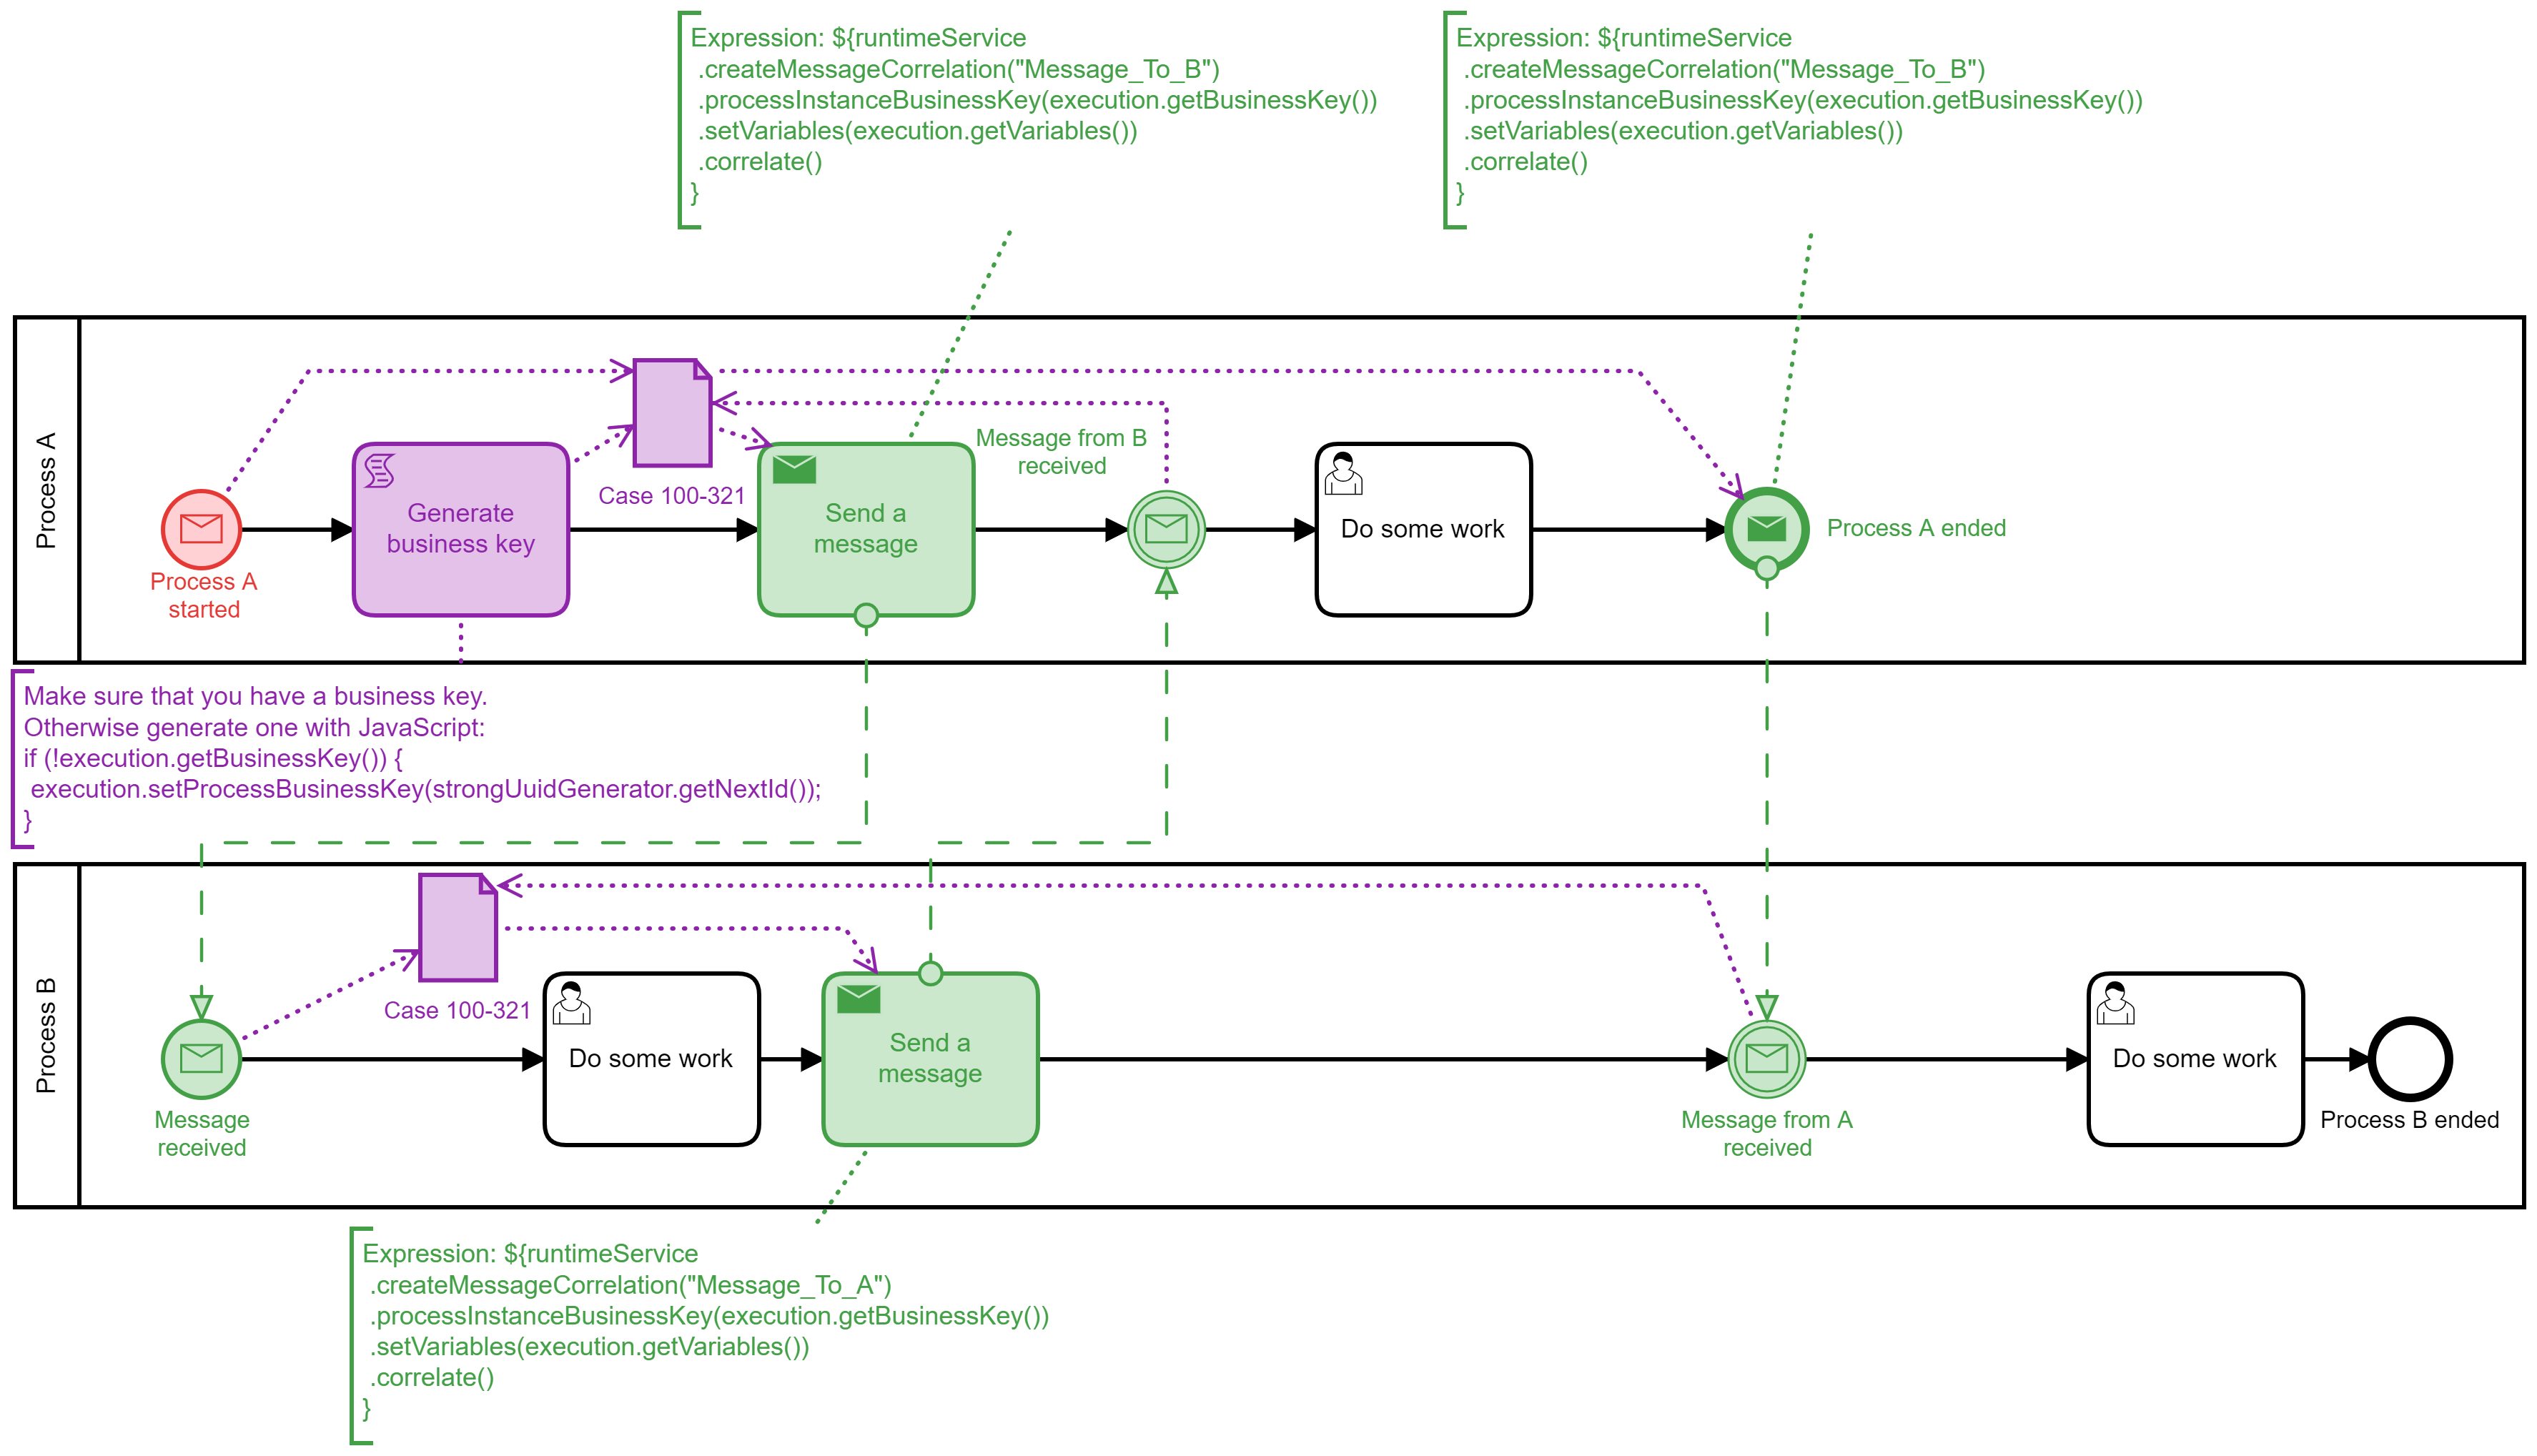 Expression: ${runtimeService
.createMessageCorrelation("Message_To_B")
.processInstanceBusinessKey(execution.getBusinessKey())
.setVariables(execution.getVariables())
.correlate()
}
Expression: ${runtimeService
.createMessageCorrelation("Message_To_B")
.processInstanceBusinessKey(execution.getBusinessKey())
.setVariables(execution.getVariables())
.correlate()
}
Process A
Process A
started
Generate
business key
Case 100-321
Send a
message
Message from B
received
Do some work
Process A ended
Make sure that you have a business key.
Otherwise generate one with JavaScript:
if (!execution.getBusinessKey()) {
execution.setProcessBusinessKey(strongUuidGenerator.getNextId());
}
Process B
Message
received
Case 100-321
Do some work
Send a
message
Message from A
received
Do some work
Process B ended
Expression: ${runtimeService
.createMessageCorrelation("Message_To_A")
.processInstanceBusinessKey(execution.getBusinessKey())
.setVariables(execution.getVariables())
.correlate()
}